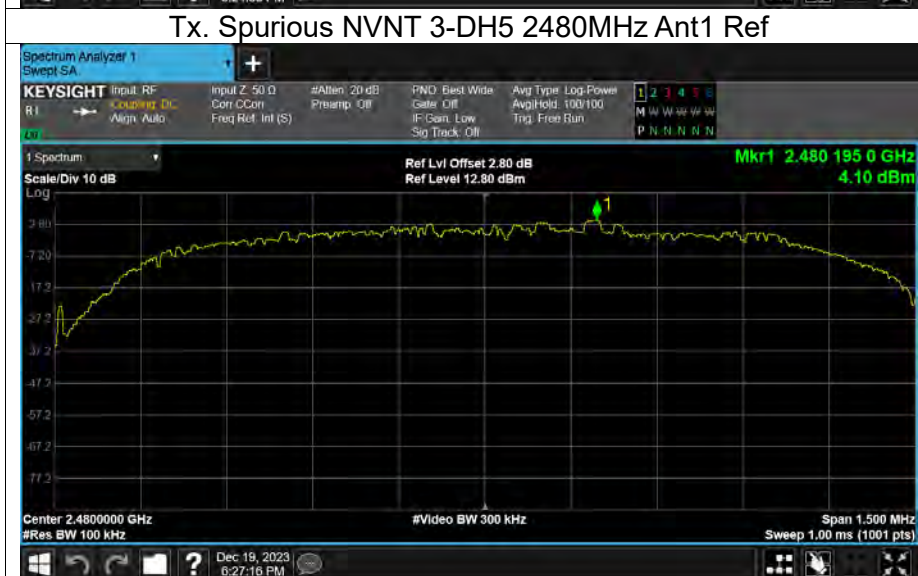 Tx. Spurious NVNT 3-DH5 2480MHz Ant1 Ref
Spectrum Analyzer 1
Swept SA
+
KEYSIGHT
Input: RF
Coupling: DC
Align: Auto
Input Z: 50 Ω
Corr CCorr
Freq Ref: Int (S)
#Atten: 20 dB
Preamp: Off
PNO: Best Wide
Gate: Off
IF Gain: Low
Sig Track: Off
Avg Type: Log-Power
Avg|Hold: 100/100
Trig: Free Run
1 2 3 4 5 6
M W W W W W
P N N N N N
1 Spectrum
Scale/Div 10 dB
Ref Lvl Offset 2.80 dB
Ref Level 12.80 dBm
Mkr1 2.480 195 0 GHz
4.10 dBm
Log
1
2.80
-7.20
-17.2
-27.2
-37.2
-47.2
-57.2
-67.2
-77.2
Center 2.4800000 GHz
#Video BW 300 kHz
Span 1.500 MHz
#Res BW 100 kHz
Sweep 1.00 ms (1001 pts)
?
Dec 19, 2023
6:27:16 PM